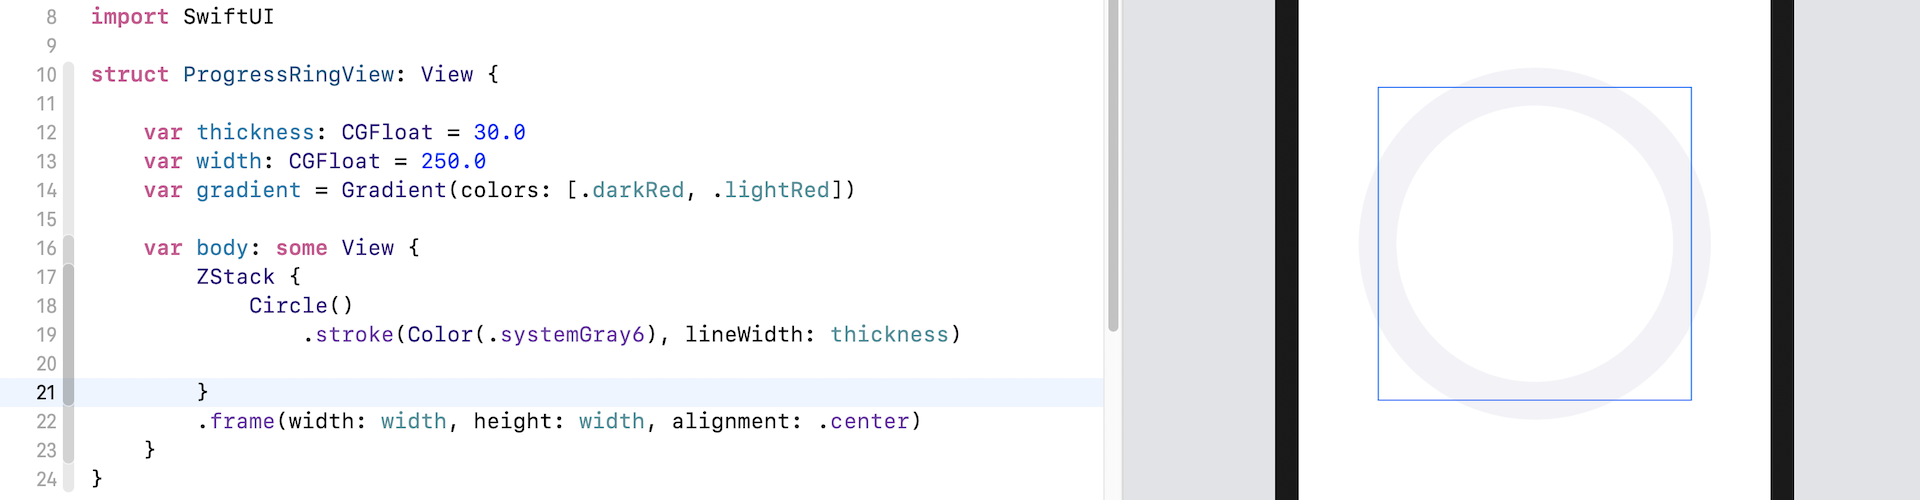 8 import SwiftUI
9
10 struct ProgressRingView: View {
11
12     var thickness: CGFloat = 30.0
13     var width: CGFloat = 250.0
14     var gradient = Gradient(colors: [.darkRed, .lightRed])
15
16     var body: some View {
17         ZStack {
18             Circle()
19                 .stroke(Color(.systemGray6), lineWidth: thickness)
20
21         }
22         .frame(width: width, height: width, alignment: .center)
23     }
24 }